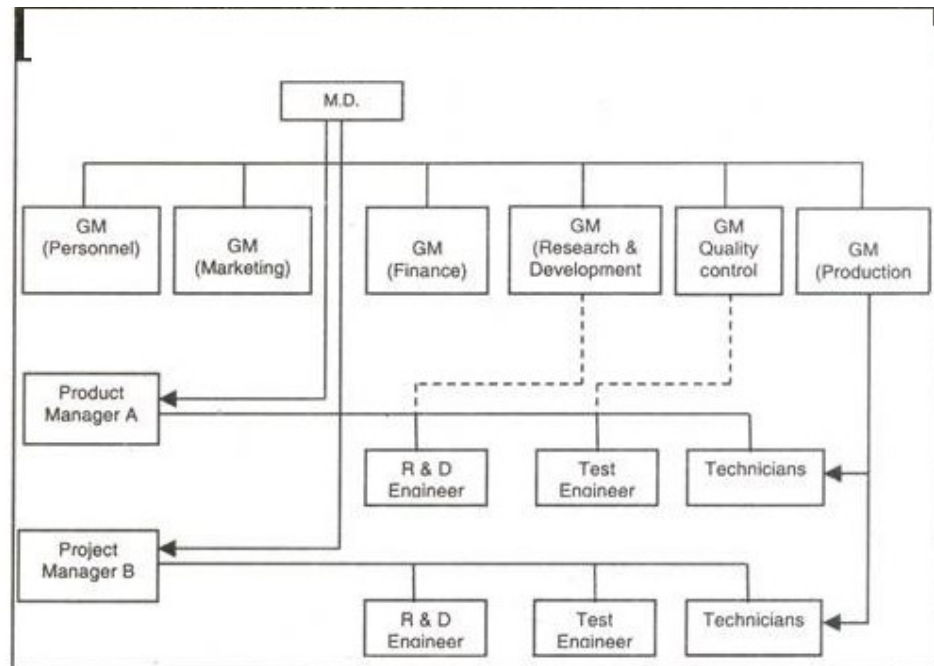 M.D.
GM
(Personnel)
GM
(Marketing)
GM
(Finance)
GM
(Research &
Development
GM
Quality
control
GM
(Production
Product
Manager A
R & D
Engineer
Test
Engineer
Technicians
Project
Manager B
R & D
Engineer
Test
Engineer
Technicians